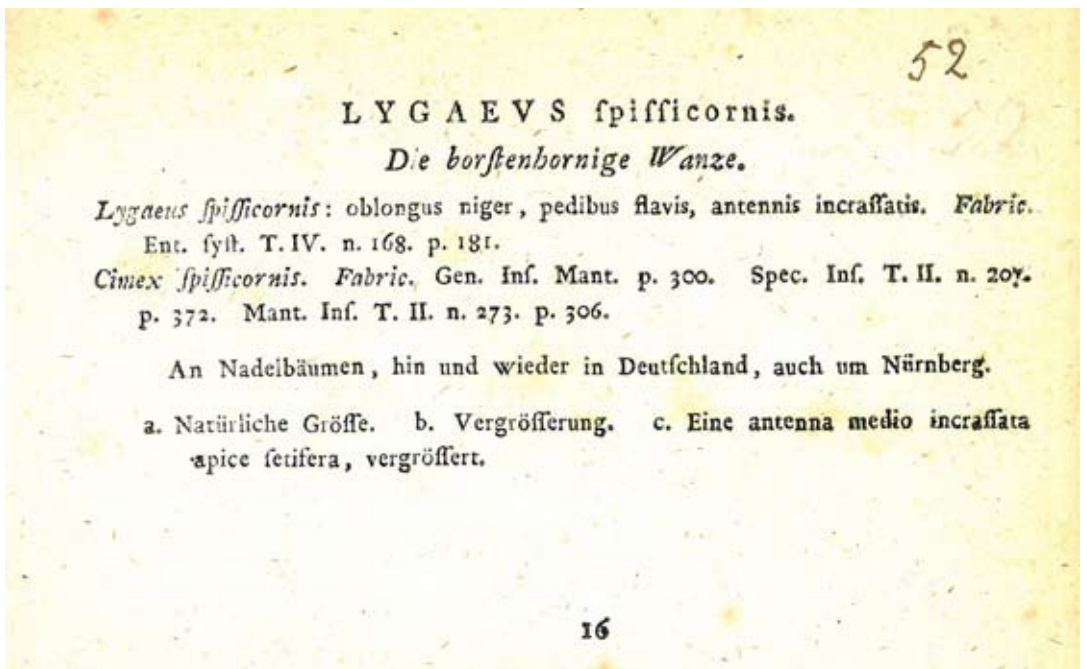 52
LYGAEVS ſpiſſicornis.
Die borſtenhornige Wanze.
Lygaeus ſpiſſicornis: oblongus niger, pedibus flavis, antennis incraſſatis. Fabric.
Ent. ſyſt. T. IV. n. 168. p. 181.
Cimex ſpiſſicornis. Fabric. Gen. Inſ. Mant. p. 300. Spec. Inſ. T. II. n. 207.
p. 372. Mant. Inſ. T. II. n. 273. p. 306.
An Nadelbäumen, hin und wieder in Deutſchland, auch um Nürnberg.
a. Natürliche Gröſſe. b. Vergröſſerung. c. Eine antenna medio incraſſata
apice ſetifera, vergröſſert.
16